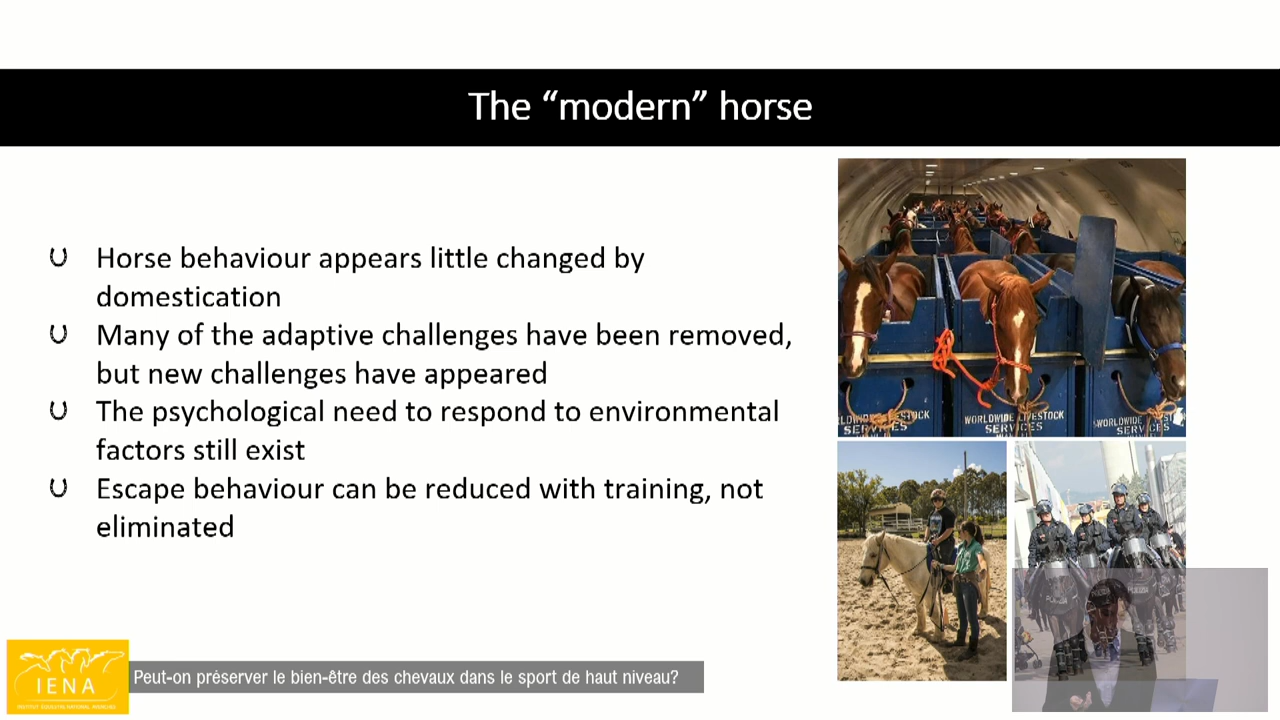 The “modern” horse
Horse behaviour appears little changed by
domestication
Many of the adaptive challenges have been removed,
but new challenges have appeared
The psychological need to respond to environmental
factors still exist
Escape behaviour can be reduced with training, not
eliminated
WORLDWIDE LIVESTOCK
SERVICES
IENA
Peut-on préserver le bien-être des chevaux dans le sport de haut niveau?